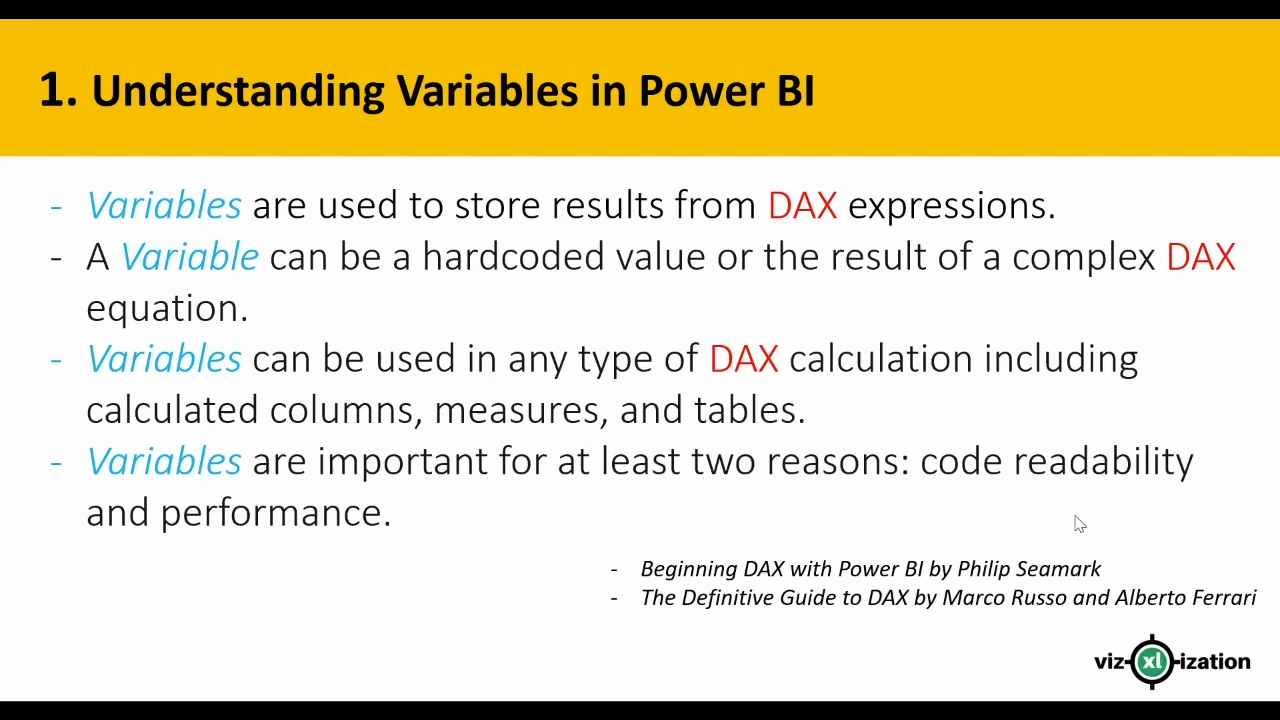 1. Understanding Variables in Power BI
- Variables are used to store results from DAX expressions.
- A Variable can be a hardcoded value or the result of a complex DAX
equation.
- Variables can be used in any type of DAX calculation including
calculated columns, measures, and tables.
- Variables are important for at least two reasons: code readability
and performance.
- Beginning DAX with Power BI by Philip Seamark
- The Definitive Guide to DAX by Marco Russo and Alberto Ferrari
viz-xl-ization